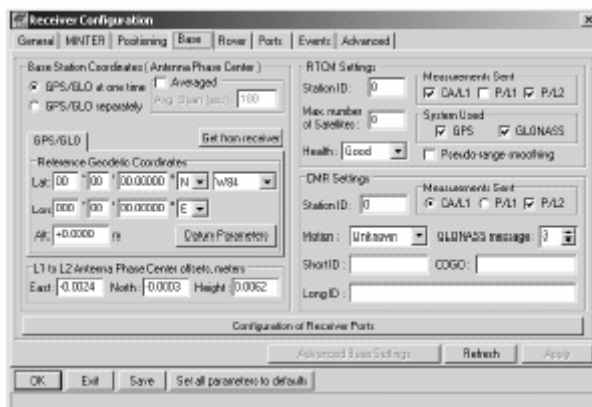 Receiver Configuration
General MINTER Positioning Base Rover Ports Events Advanced
Base Station Coordinates (Antenna Phase Center)
GPS/GLO at one time
Averaged
GPS/GLO separately
Avg. Span (sec): 180
GPS/GLO
Get from receiver
Reference Geodetic Coordinates
Lat: 00 ° 00 ' 00.00000 " N W84
Lon: 000 ° 00 ' 00.00000 " E
Alt: +0.0000 m
Datum Parameters
L1 to L2 Antenna Phase Center offsets, meters
East: -0.0024 North: -0.0003 Height: 0.0062
RTCM Settings
Station ID: 0
Measurements Sent
CA/L1 P/L1 P/L2
Max. number of Satellites: 0
System Used
GPS GLONASS
Health: Good
Pseudo-range smoothing
CMR Settings
Station ID: 0
Measurements Sent
CA/L1 P/L1 P/L2
Motion: Unknown GLONASS message: 3
Short ID: COGO:
Long ID:
Configuration of Receiver Ports
Advanced Base Settings Refresh Apply
OK Exit Save Set all parameters to defaults